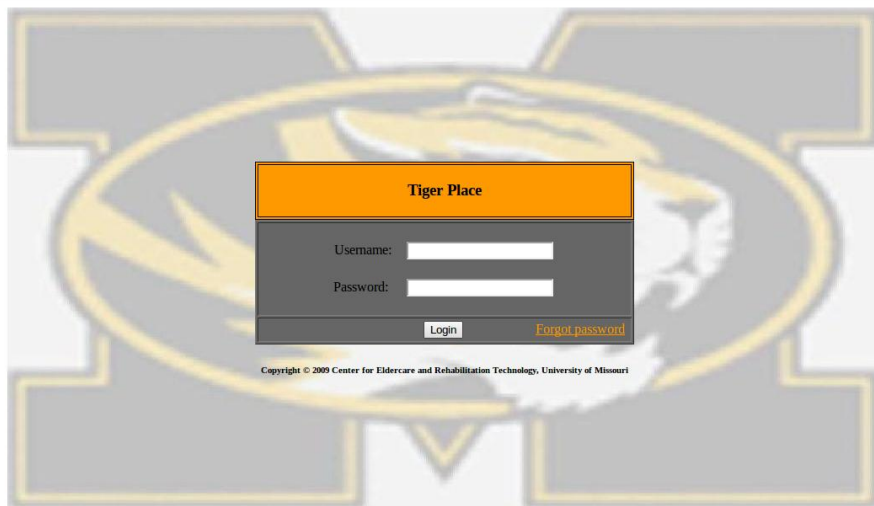 Tiger Place
Username:
Password:
Login Forgot password
Copyright © 2009 Center for Eldercare and Rehabilitation Technology, University of Missouri